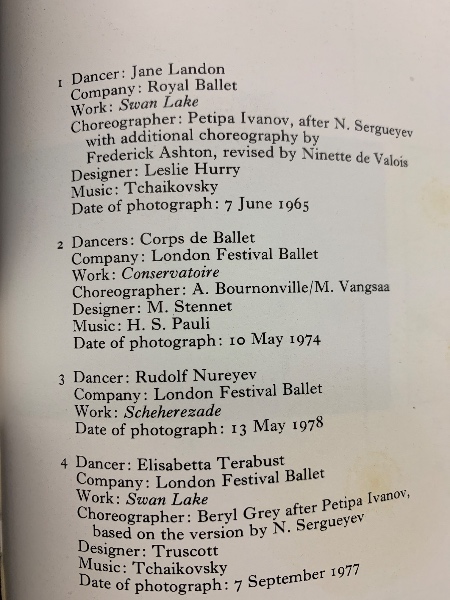 1 Dancer: Jane Landon
Company: Royal Ballet
Work: Swan Lake
Choreographer: Petipa Ivanov, after N. Sergueyev
with additional choreography by
Frederick Ashton, revised by Ninette de Valois
Designer: Leslie Hurry
Music: Tchaikovsky
Date of photograph: 7 June 1965
2 Dancers: Corps de Ballet
Company: London Festival Ballet
Work: Conservatoire
Choreographer: A. Bournonville/M. Vangsaa
Designer: M. Stennet
Music: H. S. Pauli
Date of photograph: 10 May 1974
3 Dancer: Rudolf Nureyev
Company: London Festival Ballet
Work: Scheherezade
Date of photograph: 13 May 1978
4 Dancer: Elisabetta Terabust
Company: London Festival Ballet
Work: Swan Lake
Choreographer: Beryl Grey after Petipa Ivanov,
based on the version by N. Sergueyev
Designer: Truscott
Music: Tchaikovsky
Date of photograph: 7 September 1977